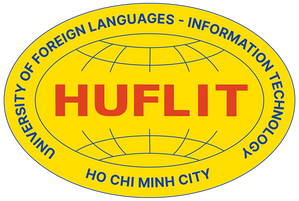 UNIVERSITY OF FOREIGN LANGUAGES - INFORMATION TECHNOLOGY
HUFLIT
HO CHI MINH CITY